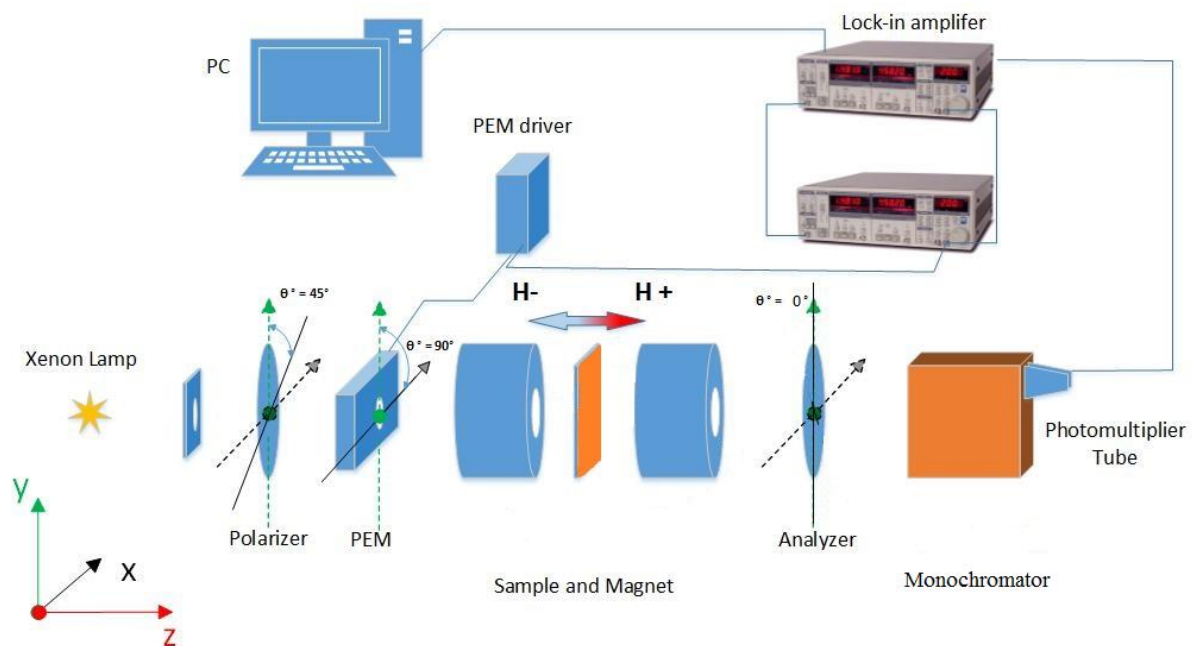 Lock-in amplifer
PC
PEM driver
H-
H +
θ° = 45°
θ° = 0°
θ° = 90°
Xenon Lamp
Photomultiplier
Tube
y
Polarizer
PEM
Analyzer
X
Sample and Magnet
Monochromator
Z